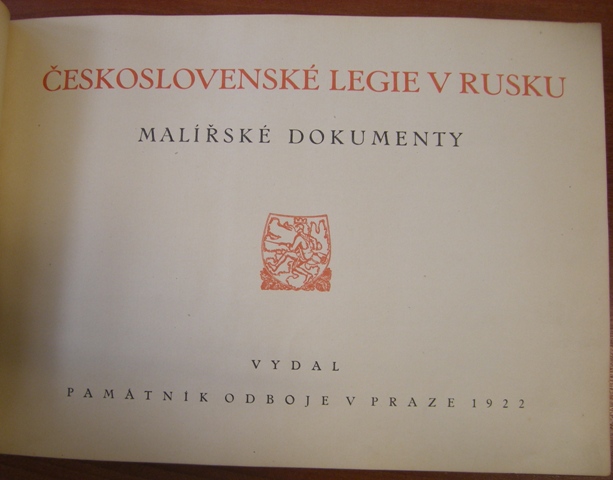 ČESKOSLOVENSKÉ LEGIE V RUSKU
MALÍŘSKÉ DOKUMENTY
VYDAL
PAMÁTNÍK ODBOJE V PRAZE 1922